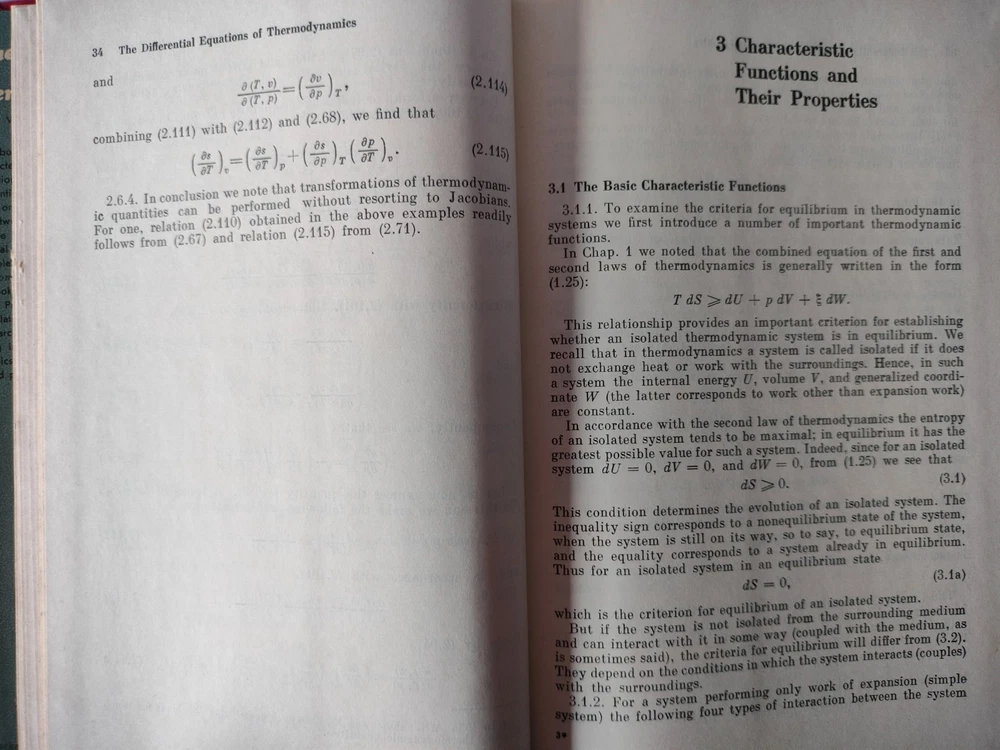 34 The Differential Equations of Thermodynamics
and
∂(T, v)/∂(T, p) = (∂v/∂p)_T, (2.114)
combining (2.111) with (2.112) and (2.68), we find that
(∂s/∂T)_v = (∂s/∂T)_p + (∂s/∂p)_T (∂p/∂T)_v. (2.115)
2.6.4. In conclusion we note that transformations of thermodynam-
ic quantities can be performed without resorting to Jacobians.
For one, relation (2.110) obtained in the above examples readily
follows from (2.67) and relation (2.115) from (2.71).
3 Characteristic
Functions and
Their Properties
3.1 The Basic Characteristic Functions
3.1.1. To examine the criteria for equilibrium in thermodynamic
systems we first introduce a number of important thermodynamic
functions.
In Chap. 1 we noted that the combined equation of the first and
second laws of thermodynamics is generally written in the form
(1.25):
T dS ⩾ dU + p dV + ξ dW.
This relationship provides an important criterion for establishing
whether an isolated thermodynamic system is in equilibrium. We
recall that in thermodynamics a system is called isolated if it does
not exchange heat or work with the surroundings. Hence, in such
a system the internal energy U, volume V, and generalized coordi-
nate W (the latter corresponds to work other than expansion work)
are constant.
In accordance with the second law of thermodynamics the entropy
of an isolated system tends to be maximal; in equilibrium it has the
greatest possible value for such a system. Indeed, since for an isolated
system dU = 0, dV = 0, and dW = 0, from (1.25) we see that
dS ⩾ 0. (3.1)
This condition determines the evolution of an isolated system. The
inequality sign corresponds to a nonequilibrium state of the system,
when the system is still on its way, so to say, to equilibrium state,
and the equality corresponds to a system already in equilibrium.
Thus for an isolated system in an equilibrium state
dS = 0, (3.1a)
which is the criterion for equilibrium of an isolated system.
But if the system is not isolated from the surrounding medium
and can interact with it in some way (coupled with the medium, as
is sometimes said), the criteria for equilibrium will differ from (3.2).
They depend on the conditions in which the system interacts (couples)
with the surroundings.
3.1.2. For a system performing only work of expansion (simple
system) the following four types of interaction between the system
3*